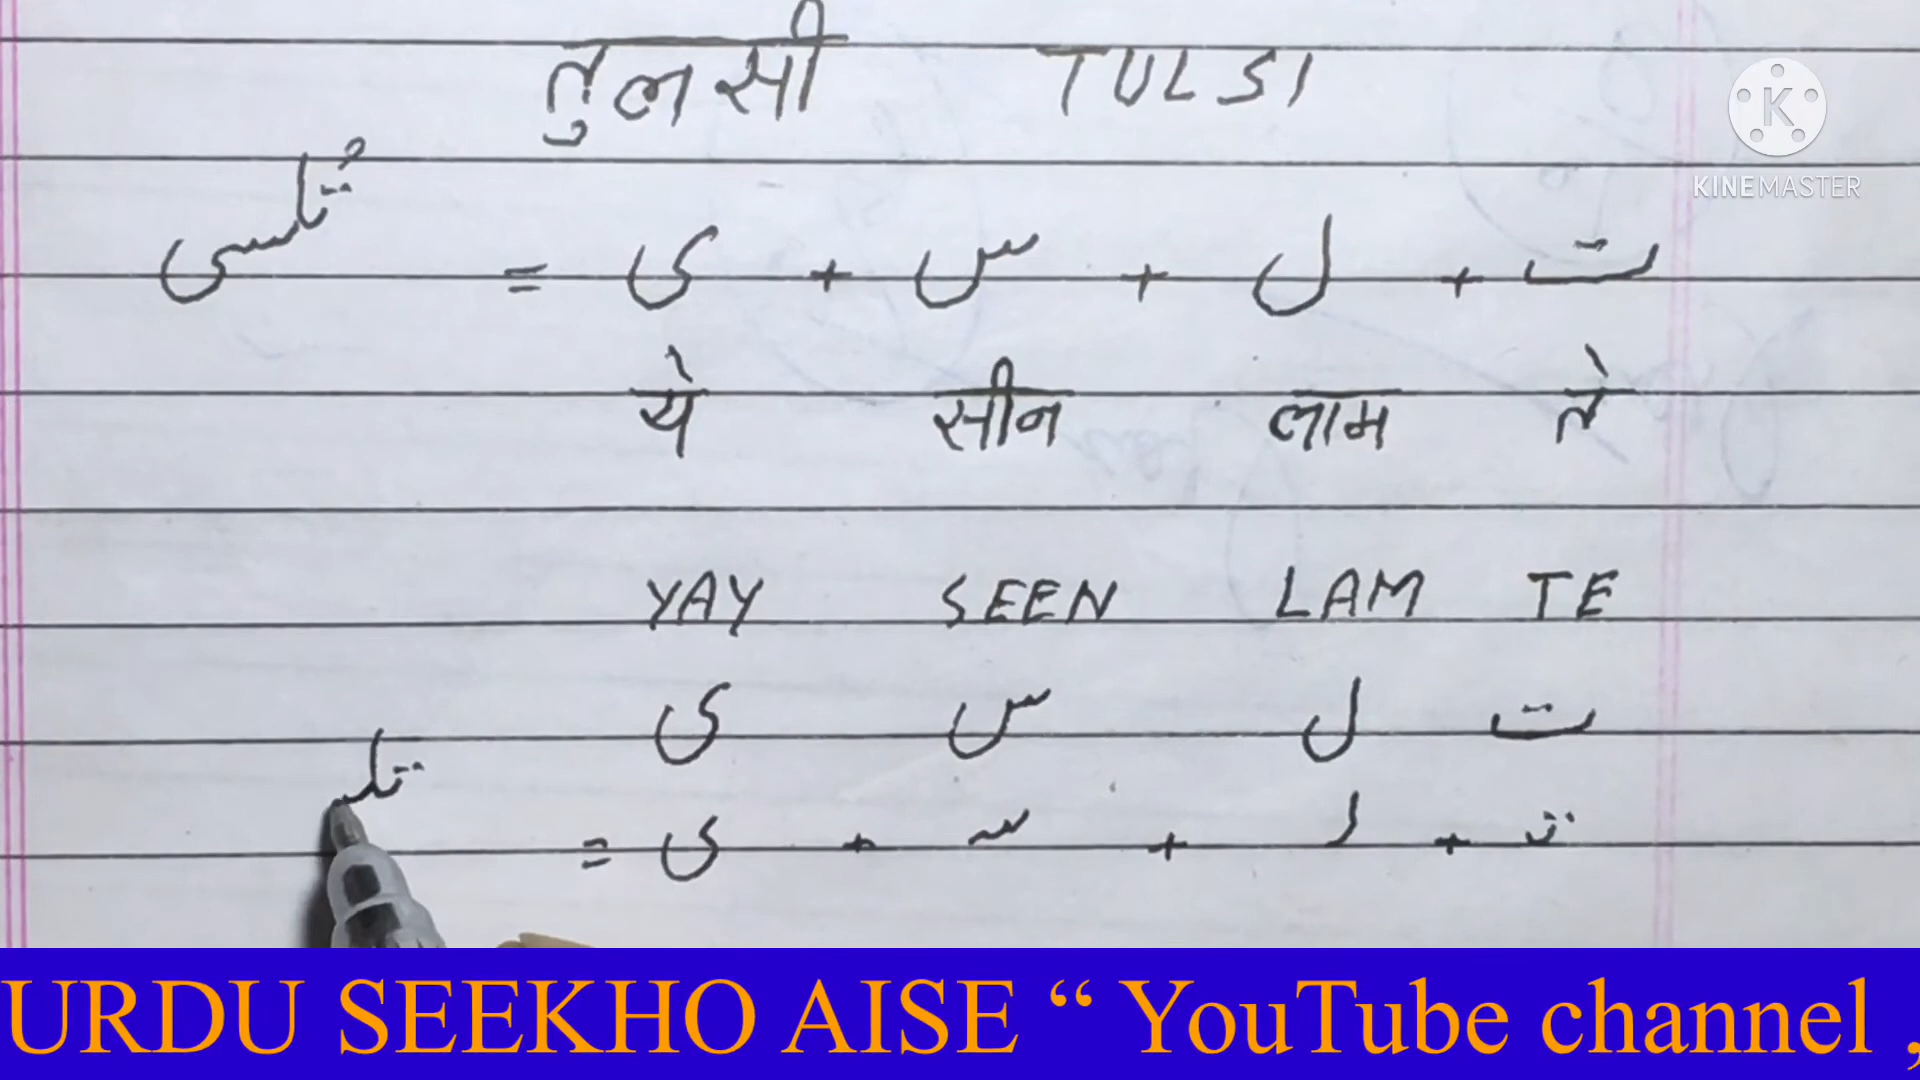 तुलसी TULSI
KINEMASTER
ت + ل + س + ی = تُلسی
ये सीन लाम ते
YAY SEEN LAM TE
ی س ل ت
تـ + لـ + سـ + ی = تلـ
URDU SEEKHO AISE “ YouTube channel ,